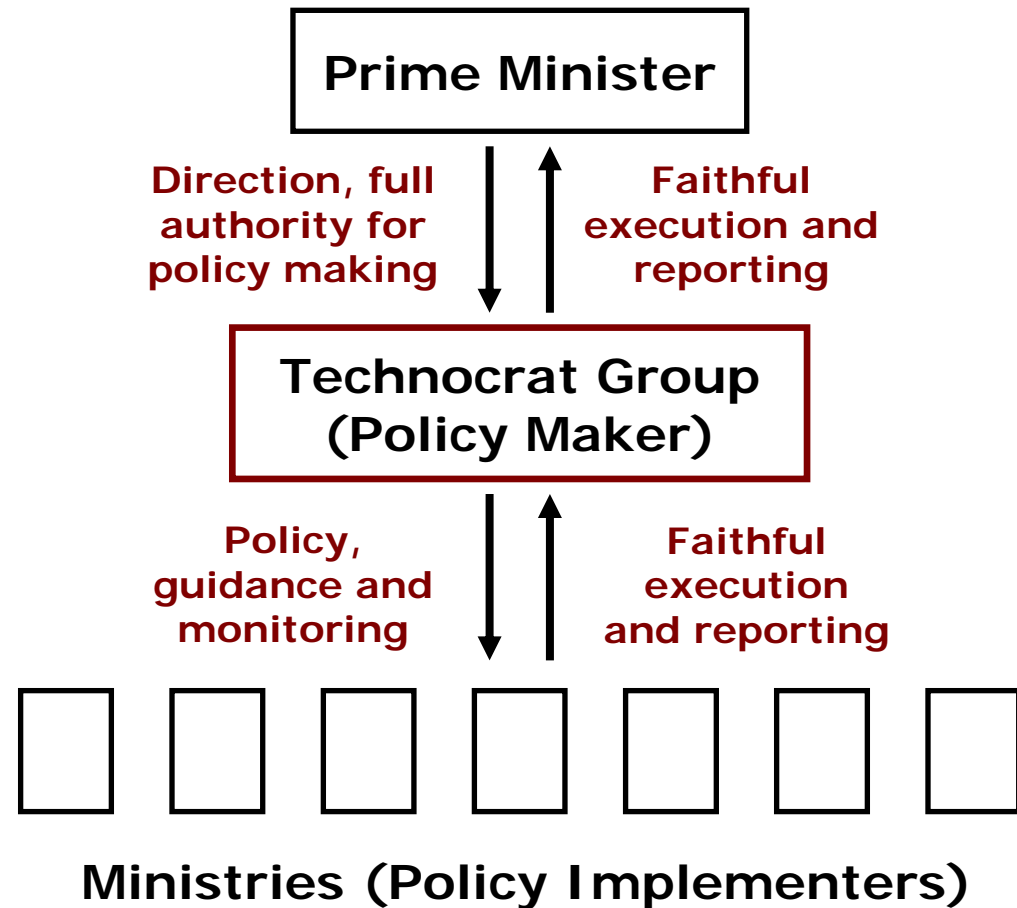 Prime Minister
Direction, full
authority for
policy making
Faithful
execution and
reporting
Technocrat Group
(Policy Maker)
Policy,
guidance and
monitoring
Faithful
execution
and reporting
Ministries (Policy Implementers)